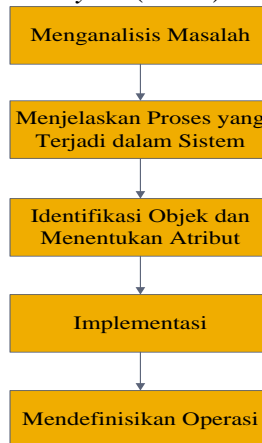 Menganalisis Masalah
Menjelaskan Proses yang
Terjadi dalam Sistem
Identifikasi Objek dan
Menentukan Atribut
Implementasi
Mendefinisikan Operasi